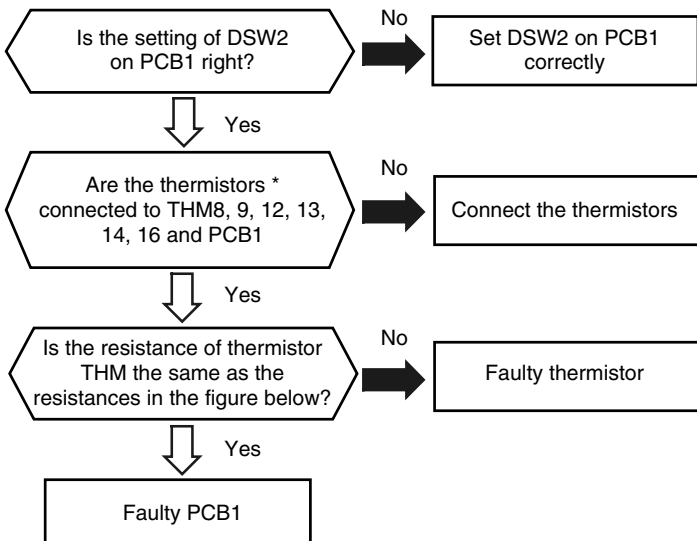 Is the setting of DSW2
on PCB1 right?
No
Set DSW2 on PCB1
correctly
Yes
Are the thermistors *
connected to THM8, 9, 12, 13,
14, 16 and PCB1
No
Connect the thermistors
Yes
Is the resistance of thermistor
THM the same as the
resistances in the figure below?
No
Faulty thermistor
Yes
Faulty PCB1